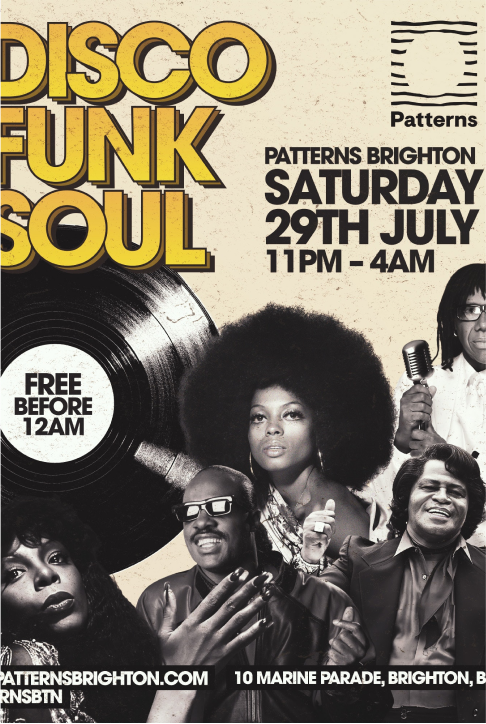 DISCO
FUNK
SOUL
Patterns
PATTERNS BRIGHTON
SATURDAY
29TH JULY
11PM – 4AM
FREE
BEFORE
12AM
PATTERNSBRIGHTON.COM
RNSBTN
10 MARINE PARADE, BRIGHTON, B